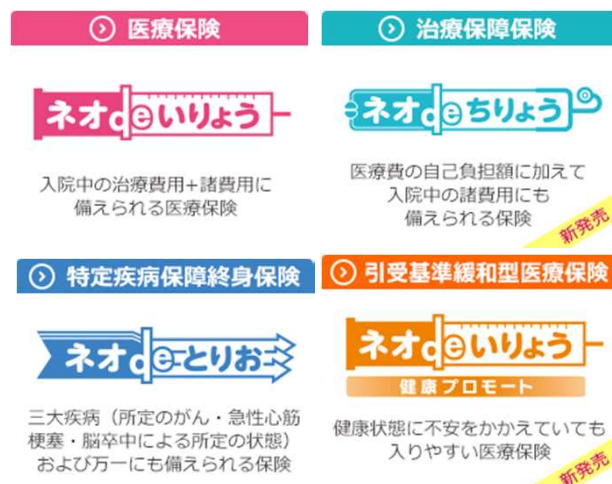 医療保険
ネオdeいりょう
入院中の治療費用+諸費用に
備えられる医療保険
治療保障保険
ネオdeちりょう
医療費の自己負担額に加えて
入院中の諸費用にも
備えられる保険
新発売
特定疾病保障終身保険
ネオdeとりお
三大疾病（所定のがん・急性心筋
梗塞・脳卒中による所定の状態）
および万一にも備えられる保険
引受基準緩和型医療保険
ネオdeいりょう
健康プロモート
健康状態に不安をかかえていても
入りやすい医療保険
新発売